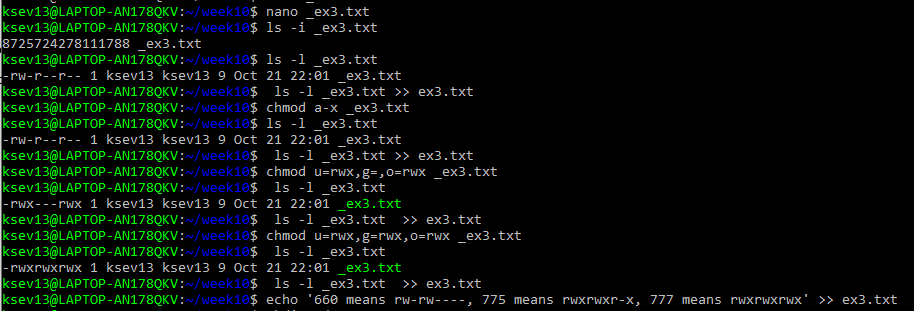 ksev13@LAPTOP-AN178QKV:~/week10$ nano _ex3.txt
ksev13@LAPTOP-AN178QKV:~/week10$ ls -i _ex3.txt
8725724278111788 _ex3.txt
ksev13@LAPTOP-AN178QKV:~/week10$ ls -l _ex3.txt
-rw-r--r-- 1 ksev13 ksev13 9 Oct 21 22:01 _ex3.txt
ksev13@LAPTOP-AN178QKV:~/week10$  ls -l _ex3.txt >> ex3.txt
ksev13@LAPTOP-AN178QKV:~/week10$ chmod a-x _ex3.txt
ksev13@LAPTOP-AN178QKV:~/week10$ ls -l _ex3.txt
-rw-r--r-- 1 ksev13 ksev13 9 Oct 21 22:01 _ex3.txt
ksev13@LAPTOP-AN178QKV:~/week10$  ls -l _ex3.txt >> ex3.txt
ksev13@LAPTOP-AN178QKV:~/week10$ chmod u=rwx,g=,o=rwx _ex3.txt
ksev13@LAPTOP-AN178QKV:~/week10$  ls -l _ex3.txt
-rwx---rwx 1 ksev13 ksev13 9 Oct 21 22:01 _ex3.txt
ksev13@LAPTOP-AN178QKV:~/week10$  ls -l _ex3.txt  >> ex3.txt
ksev13@LAPTOP-AN178QKV:~/week10$ chmod u=rwx,g=rwx,o=rwx _ex3.txt
ksev13@LAPTOP-AN178QKV:~/week10$  ls -l _ex3.txt
-rwxrwxrwx 1 ksev13 ksev13 9 Oct 21 22:01 _ex3.txt
ksev13@LAPTOP-AN178QKV:~/week10$  ls -l _ex3.txt  >> ex3.txt
ksev13@LAPTOP-AN178QKV:~/week10$ echo '660 means rw-rw----, 775 means rwxrwxr-x, 777 means rwxrwxrwx' >> ex3.txt